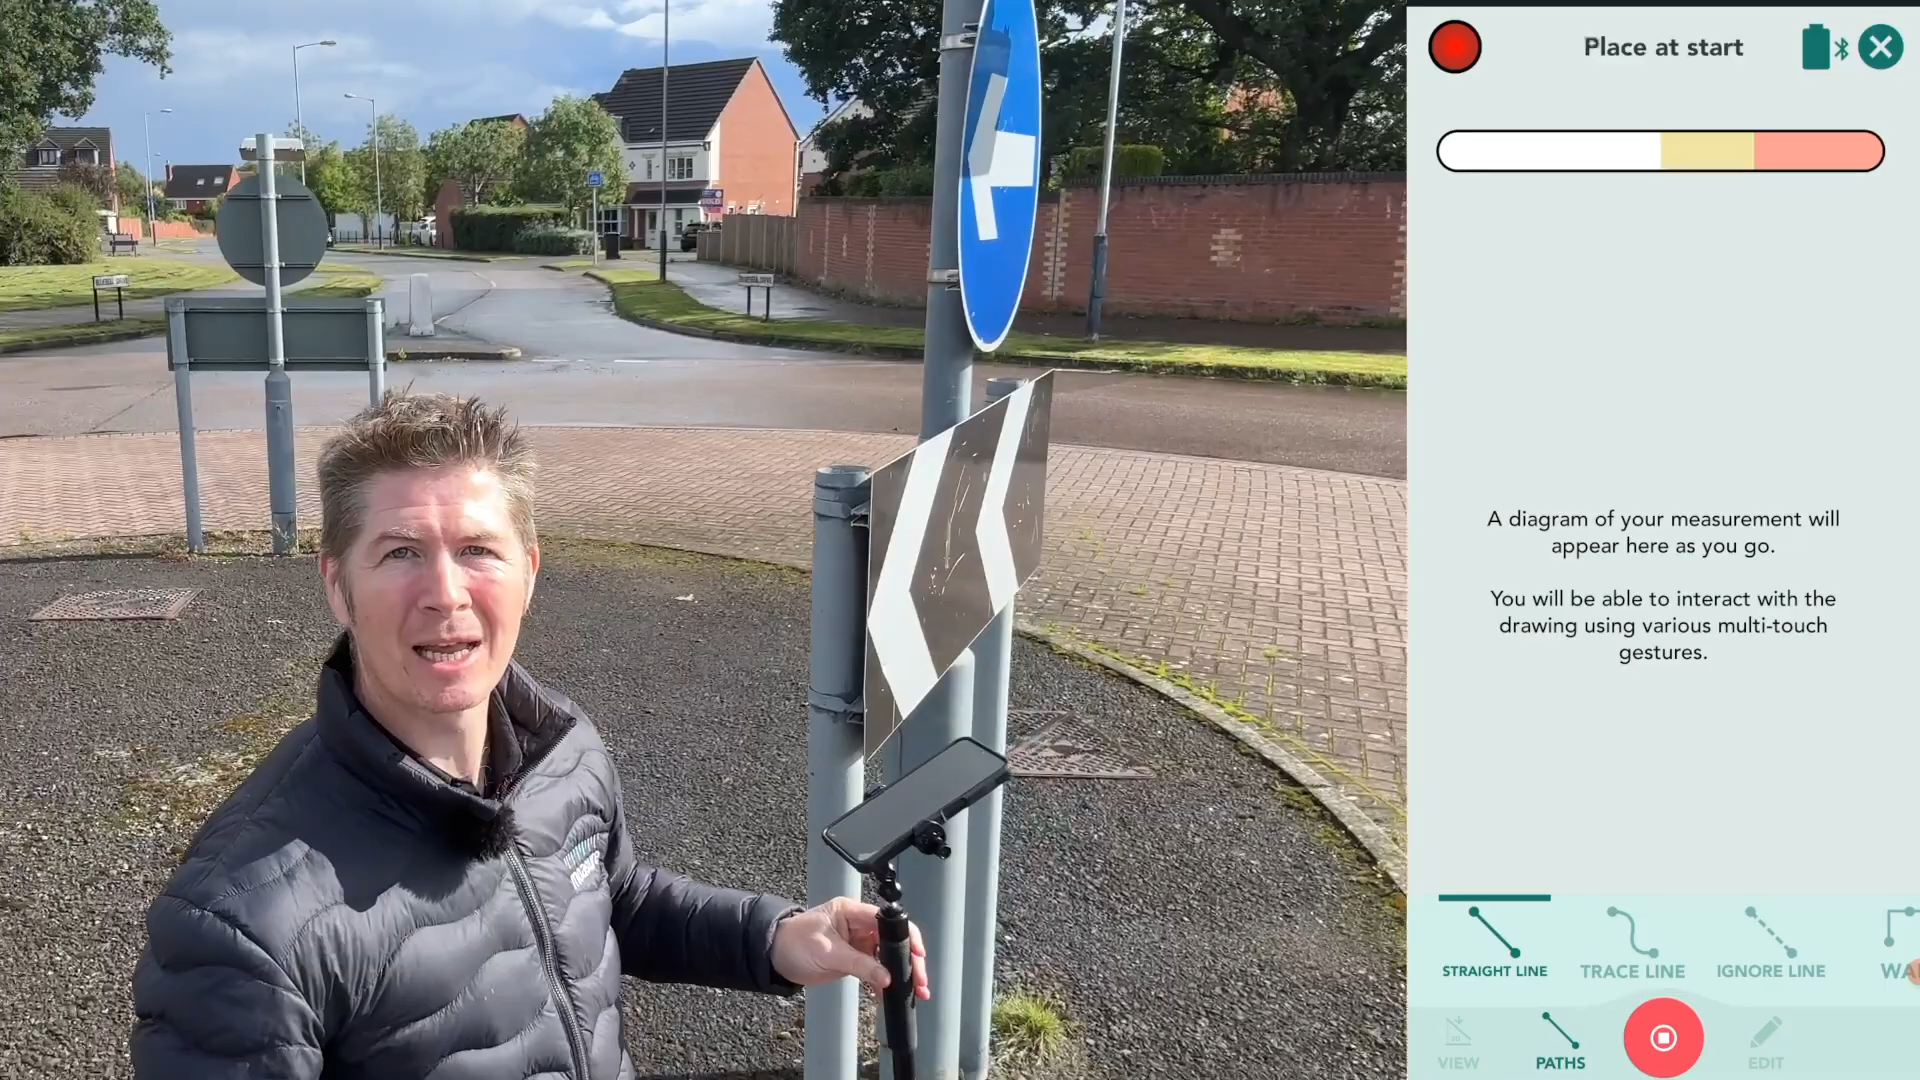 Place at start
A diagram of your measurement will
appear here as you go.
You will be able to interact with the
drawing using various multi-touch
gestures.
STRAIGHT LINE
TRACE LINE
IGNORE LINE
WA
VIEW
PATHS
EDIT